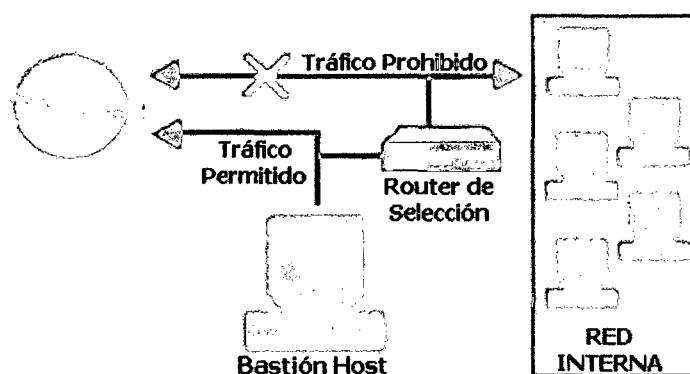 Tráfico Prohibido
Tráfico
Permitido
Router de
Selección
Bastión Host
RED
INTERNA